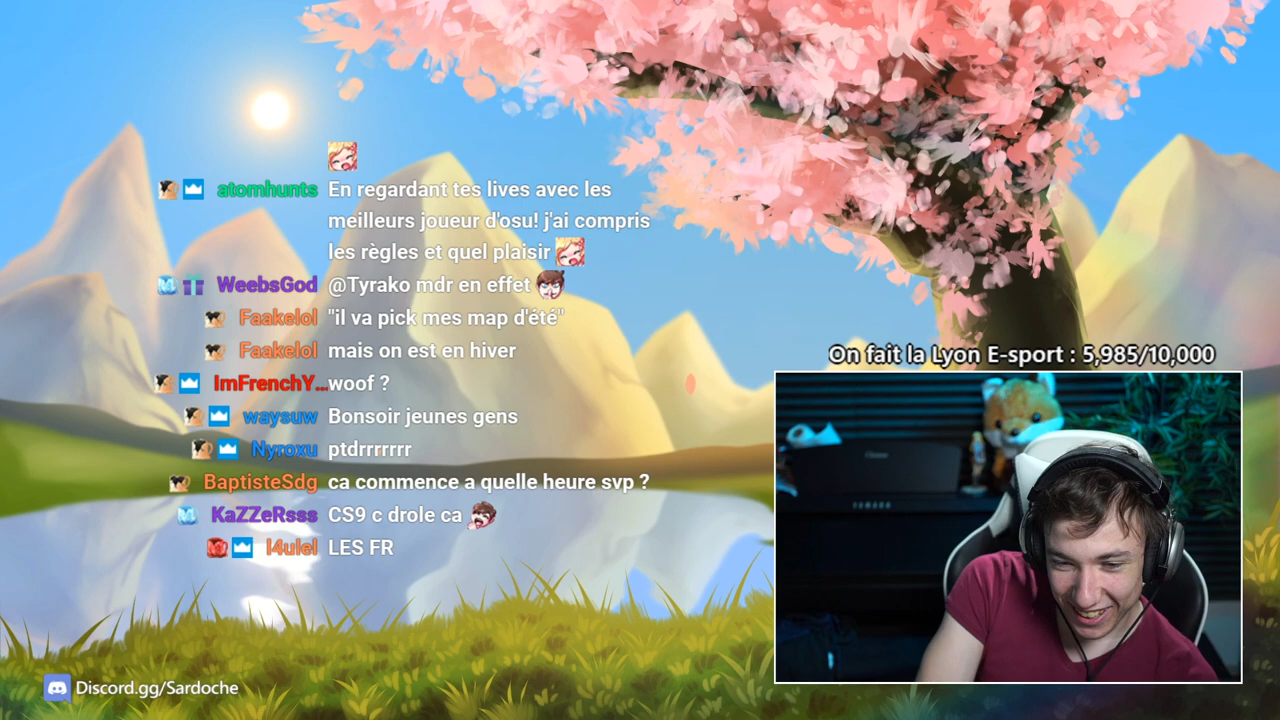 atomhunts En regardant tes lives avec les
meilleurs joueur d'osu! j'ai compris
les règles et quel plaisir
WeebsGod @Tyrako mdr en effet
Faakelol "il va pick mes map d'été"
Faakelol mais on est en hiver
ImFrenchY... woof ?
waysuw Bonsoir jeunes gens
Nyroxu ptdrrrrrrr
BaptisteSdg ca commence a quelle heure svp ?
KaZZeRsss CS9 c drole ca
l4ulel LES FR
On fait la Lyon E-sport : 5,985/10,000
Discord.gg/Sardoche